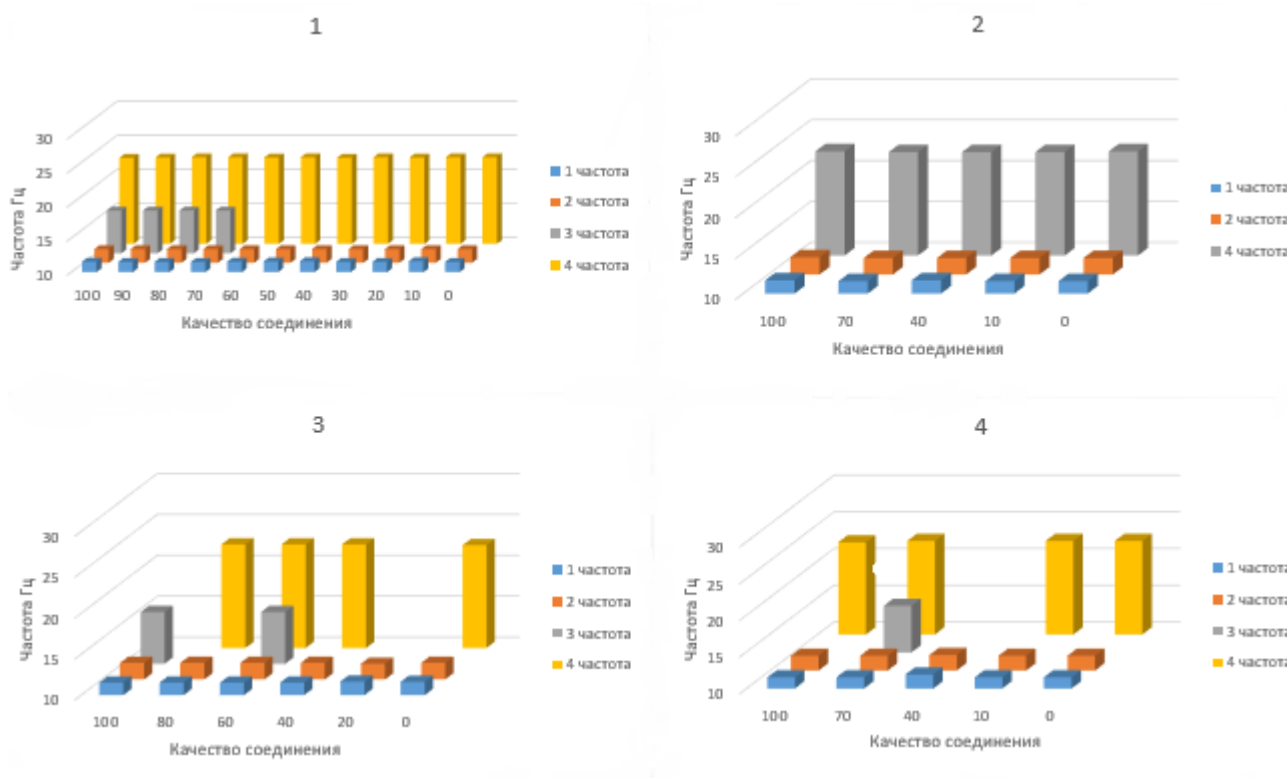 1
30
25
20
15
10
Частота Гц
100 90 80 70 60 50 40 30 20 10 0
Качество соединения
1 частота
2 частота
3 частота
4 частота
2
30
25
20
15
10
Частота Гц
100 70 40 10 0
Качество соединения
1 частота
2 частота
4 частота
3
30
25
20
15
10
Частота Гц
100 80 60 40 20 0
Качество соединения
1 частота
2 частота
3 частота
4 частота
4
30
25
20
15
10
Частота Гц
100 70 40 10 0
Качество соединения
1 частота
2 частота
3 частота
4 частота